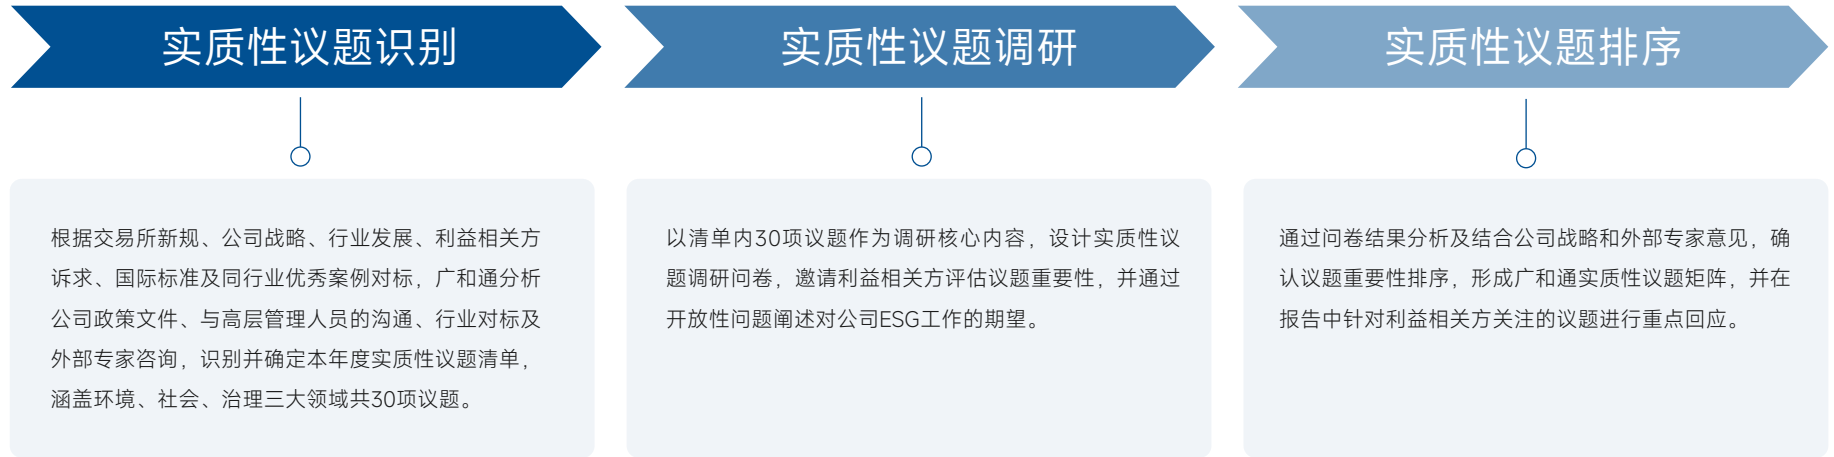 实质性议题识别
根据交易所新规、公司战略、行业发展、利益相关方
诉求、国际标准及同行业优秀案例对标，广和通分析
公司政策文件、与高层管理人员的沟通、行业对标及
外部专家咨询，识别并确定本年度实质性议题清单，
涵盖环境、社会、治理三大领域共30项议题。
实质性议题调研
以清单内30项议题作为调研核心内容，设计实质性议
题调研问卷，邀请利益相关方评估议题重要性，并通过
开放性问题阐述对公司ESG工作的期望。
实质性议题排序
通过问卷结果分析及结合公司战略和外部专家意见，确
认议题重要性排序，形成广和通实质性议题矩阵，并在
报告中针对利益相关方关注的议题进行重点回应。